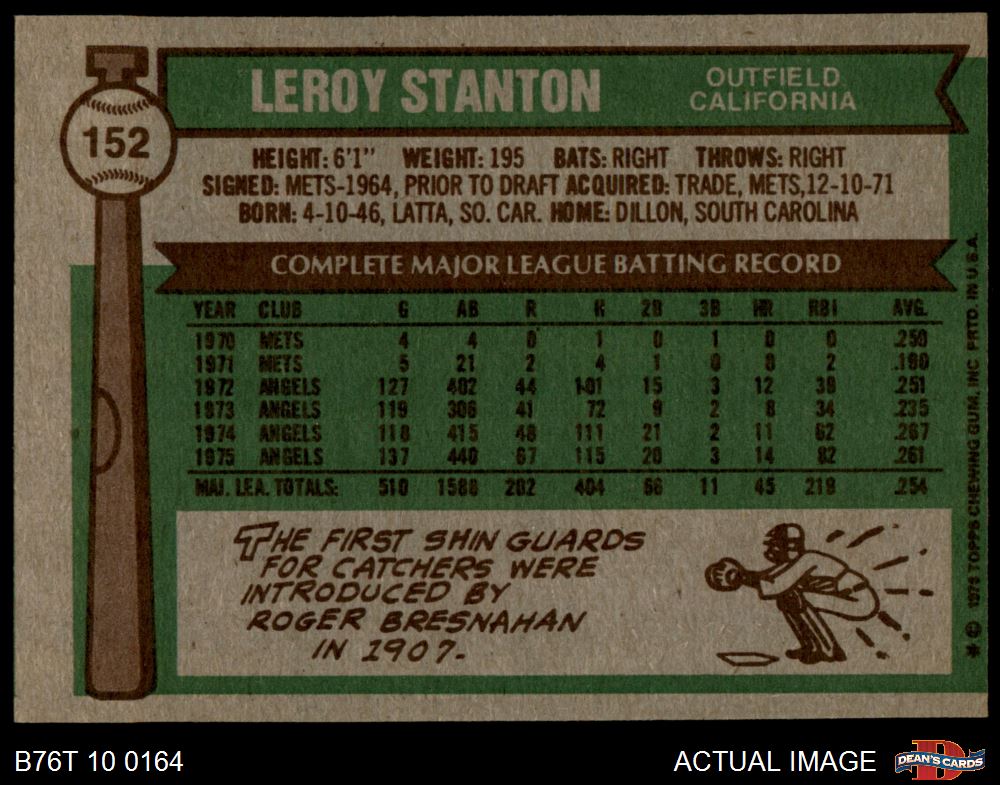 LEROY STANTON
OUTFIELD
CALIFORNIA
152
HEIGHT: 6'1" WEIGHT: 195 BATS: RIGHT THROWS: RIGHT
SIGNED: METS-1964, PRIOR TO DRAFT ACQUIRED: TRADE, METS,12-10-71
BORN: 4-10-46, LATTA, SO. CAR. HOME: DILLON, SOUTH CAROLINA
COMPLETE MAJOR LEAGUE BATTING RECORD
YEAR CLUB G AB R K 2B 3B HR RBI AVG.
1970 METS 4 4 0 1 0 1 0 0 .250
1971 METS 5 21 2 4 1 0 0 2 .190
1972 ANGELS 127 402 44 101 15 3 12 39 .251
1973 ANGELS 119 306 41 72 9 2 8 34 .235
1974 ANGELS 118 415 48 111 21 2 11 62 .267
1975 ANGELS 137 440 67 115 20 3 14 82 .261
MAJ. LEA. TOTALS: 510 1588 202 404 66 11 45 219 .254
THE FIRST SHIN GUARDS
FOR CATCHERS WERE
INTRODUCED BY
ROGER BRESNAHAN
IN 1907.
* © 1976 TOPPS CHEWING GUM, INC. PRTD. IN U.S.A.
B76T 10 0164
ACTUAL IMAGE
D
DEAN'S CARDS